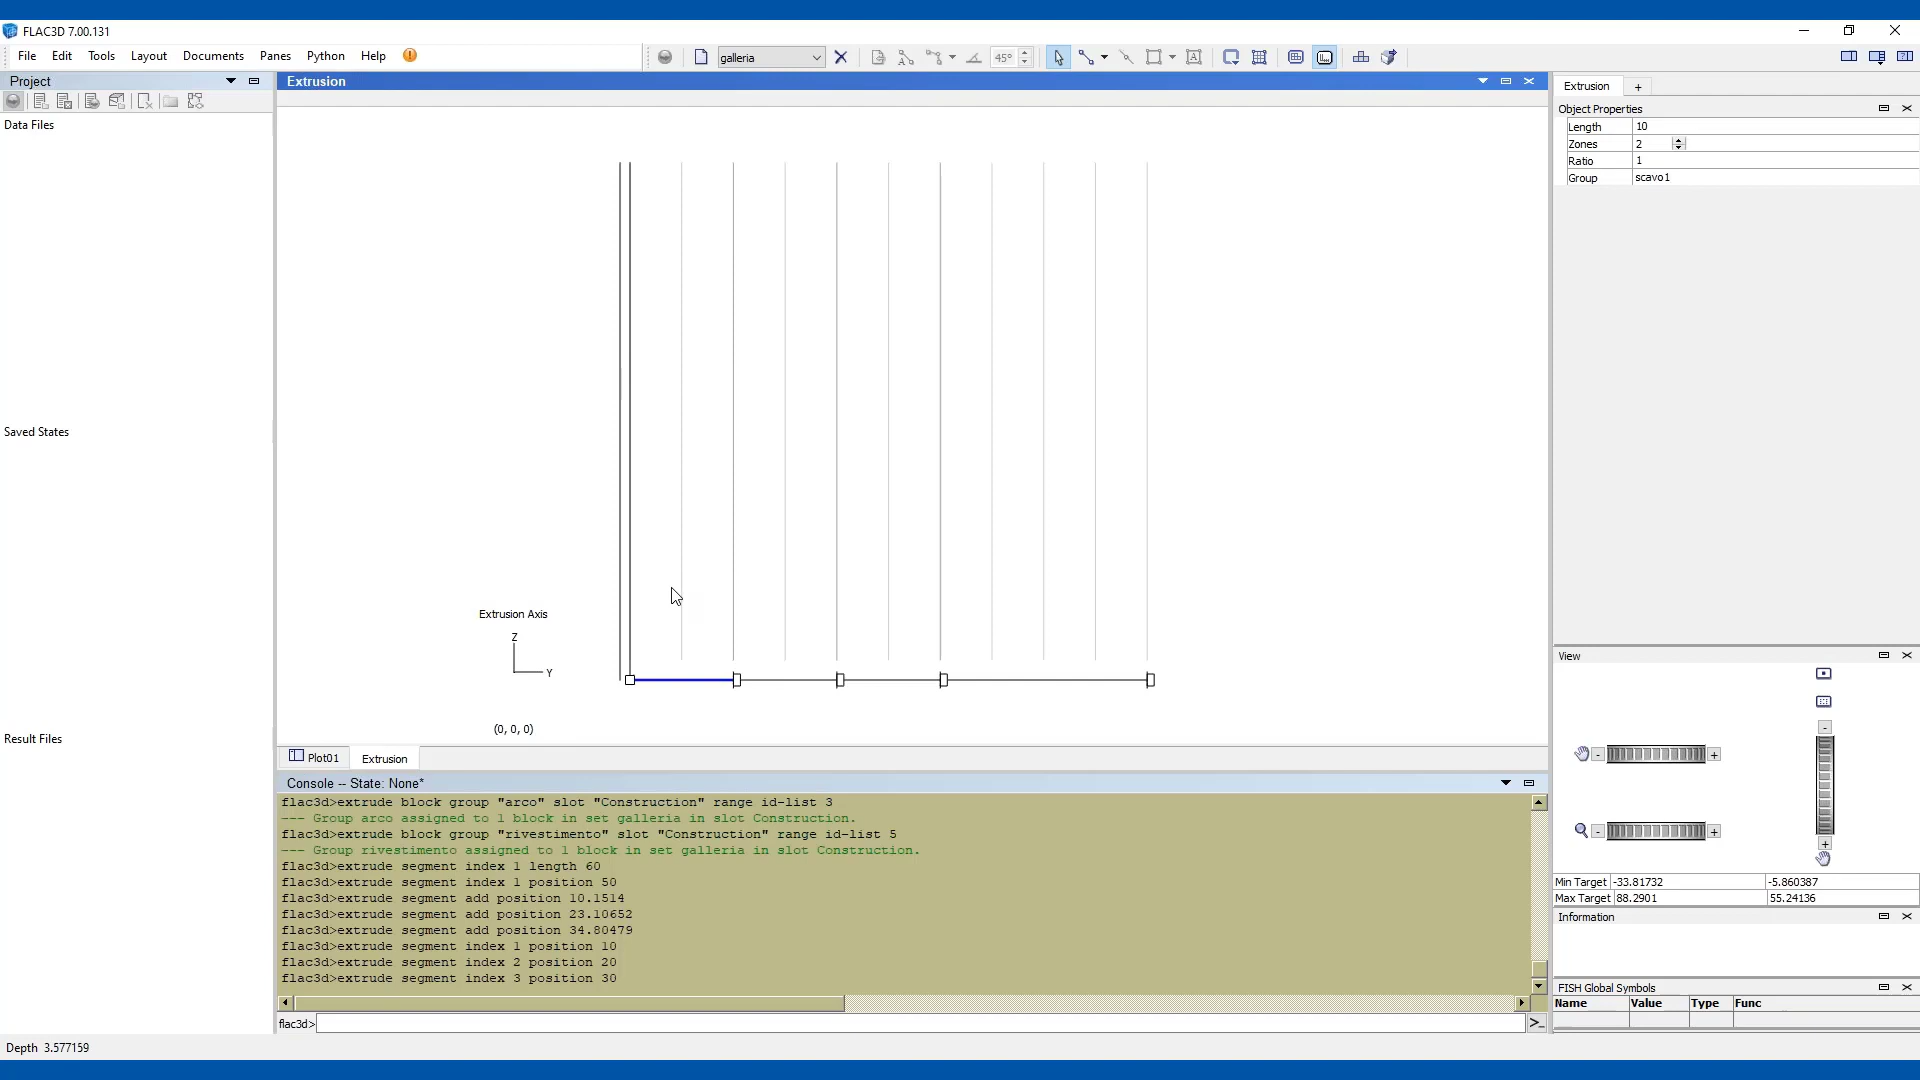 FLAC3D 7.00.131
File Edit Tools Layout Documents Panes Python Help
galleria
45°
Project
Data Files
Saved States
Result Files
Extrusion
Extrusion Axis
Z
Y
(0, 0, 0)
Plot01 Extrusion
Console -- State: None*
flac3d>extrude block group "arco" slot "Construction" range id-list 3
--- Group arco assigned to 1 block in set galleria in slot Construction.
flac3d>extrude block group "rivestimento" slot "Construction" range id-list 5
--- Group rivestimento assigned to 1 block in set galleria in slot Construction.
flac3d>extrude segment index 1 length 60
flac3d>extrude segment index 1 position 50
flac3d>extrude segment add position 10.1514
flac3d>extrude segment add position 23.10652
flac3d>extrude segment add position 34.80479
flac3d>extrude segment index 1 position 10
flac3d>extrude segment index 2 position 20
flac3d>extrude segment index 3 position 30
flac3d>
Extrusion +
Object Properties
Length 10
Zones 2
Ratio 1
Group scavo1
View
- +
- +
-
+
Min Target -33.81732 -5.860387
Max Target 88.2901 55.24136
Information
FISH Global Symbols
Name Value Type Func
Depth 3.577159